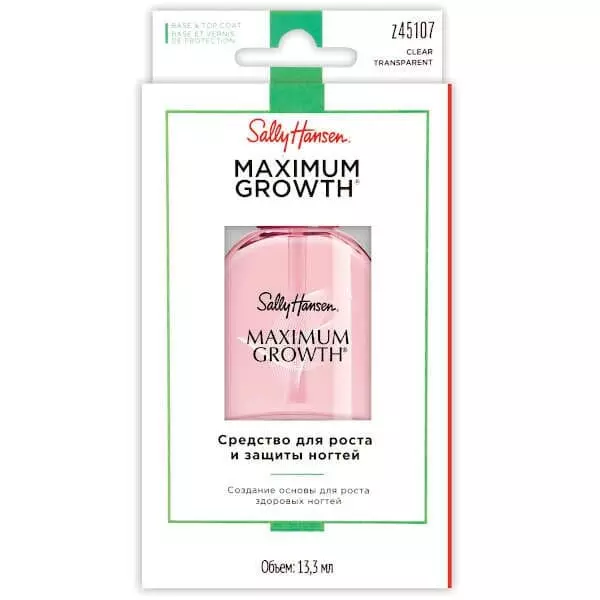 BASE & TOP COAT
BASE ET VERNIS
DE PROTECTION
z45107
CLEAR
TRANSPARENT
Sally Hansen®
MAXIMUM
GROWTH®
Sally Hansen®
MAXIMUM
GROWTH®
Средство для роста
и защиты ногтей
Создание основы для роста
здоровых ногтей
Объем: 13,3 мл